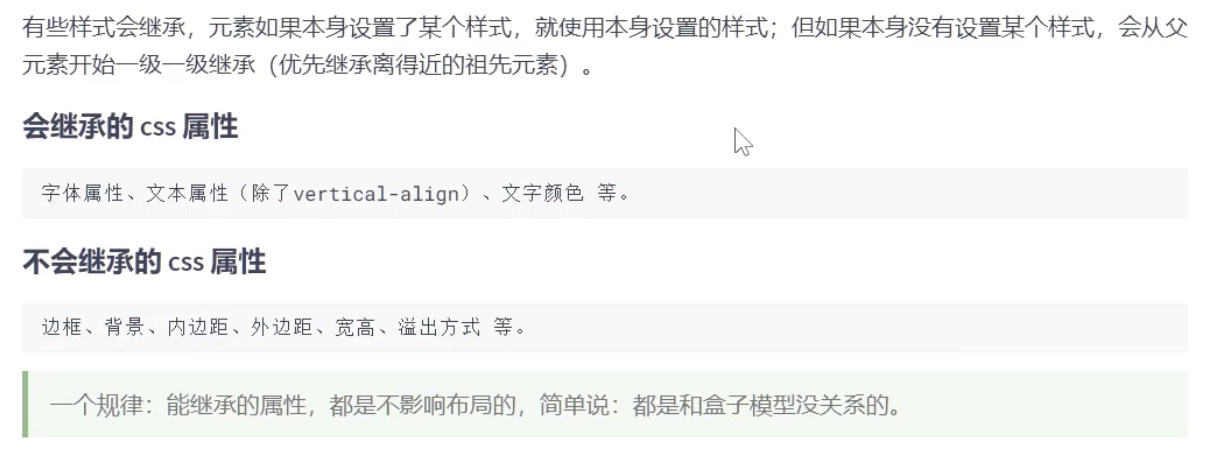 有些样式会继承，元素如果本身设置了某个样式，就使用本身设置的样式；但如果本身没有设置某个样式，会从父
元素开始一级一级继承（优先继承离得近的祖先元素）。
会继承的 css 属性
字体属性、文本属性（除了vertical-align）、文字颜色 等。
不会继承的 css 属性
边框、背景、内边距、外边距、宽高、溢出方式 等。
一个规律：能继承的属性，都是不影响布局的，简单说：都是和盒子模型没关系的。